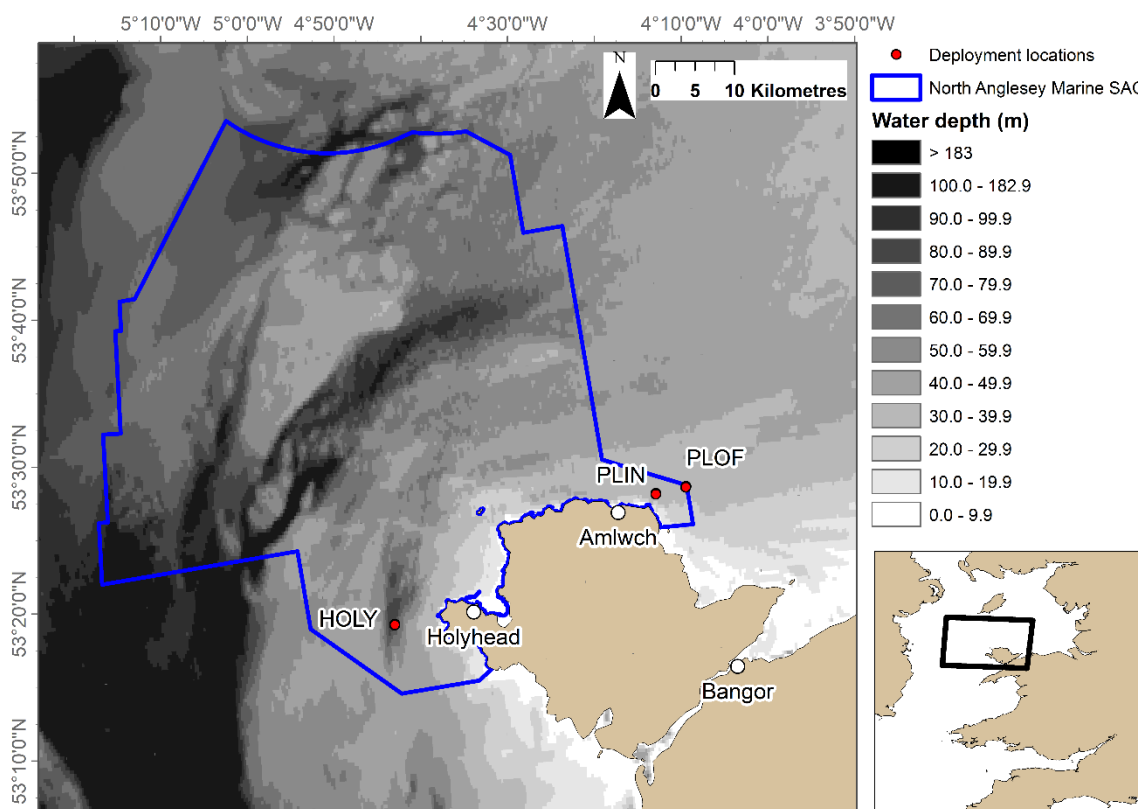 5°10'0"W 5°0'0"W 4°50'0"W 4°30'0"W 4°10'0"W 4°0'0"W 3°50'0"W
N
0 5 10 Kilometres
53°50'0"N
53°40'0"N
53°30'0"N
53°20'0"N
53°10'0"N
PLIN
PLOF
Amlwch
HOLY
Holyhead
Bangor
Deployment locations
North Anglesey Marine SAC
Water depth (m)
> 183
100.0 - 182.9
90.0 - 99.9
80.0 - 89.9
70.0 - 79.9
60.0 - 69.9
50.0 - 59.9
40.0 - 49.9
30.0 - 39.9
20.0 - 29.9
10.0 - 19.9
0.0 - 9.9